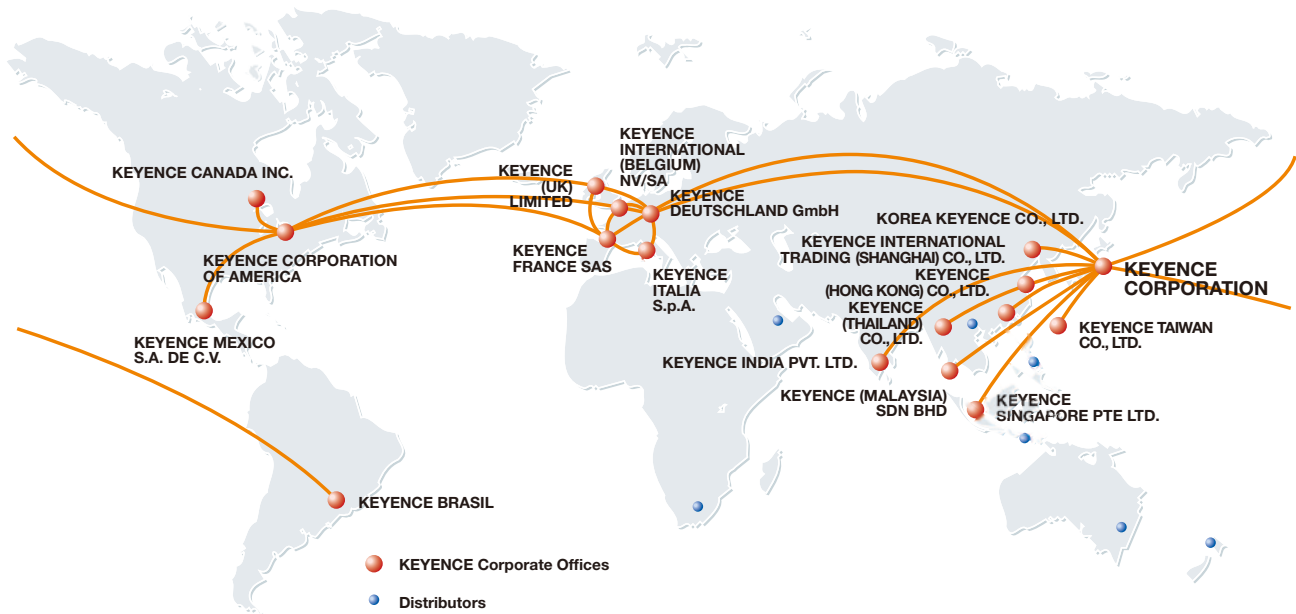 KEYENCE CANADA INC.
KEYENCE CORPORATION
OF AMERICA
KEYENCE MEXICO
S.A. DE C.V.
KEYENCE BRASIL
KEYENCE
(UK)
LIMITED
KEYENCE
INTERNATIONAL
(BELGIUM)
NV/SA
KEYENCE
DEUTSCHLAND GmbH
KEYENCE
FRANCE SAS
KEYENCE
ITALIA
S.p.A.
KOREA KEYENCE CO., LTD.
KEYENCE INTERNATIONAL
TRADING (SHANGHAI) CO., LTD.
KEYENCE
(HONG KONG) CO., LTD.
KEYENCE
(THAILAND)
CO., LTD.
KEYENCE
CORPORATION
KEYENCE TAIWAN
CO., LTD.
KEYENCE INDIA PVT. LTD.
KEYENCE (MALAYSIA)
SDN BHD
KEYENCE
SINGAPORE PTE LTD.
KEYENCE Corporate Offices
Distributors